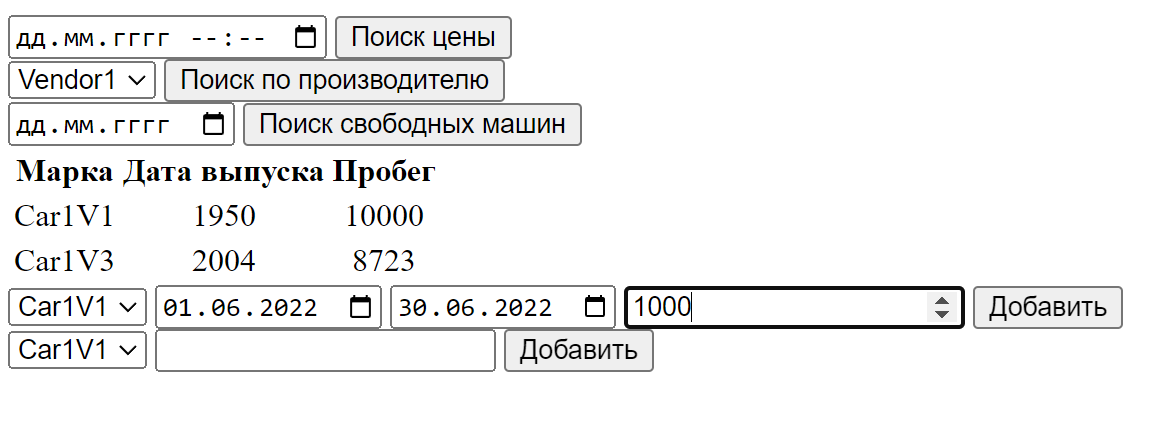 дд.мм.гггг --:-- Поиск цены
Vendor1 Поиск по производителю
дд.мм.гггг Поиск свободных машин
Марка Дата выпуска Пробег
Car1V1 1950 10000
Car1V3 2004 8723
Car1V1 01.06.2022 30.06.2022 1000 Добавить
Car1V1 Добавить